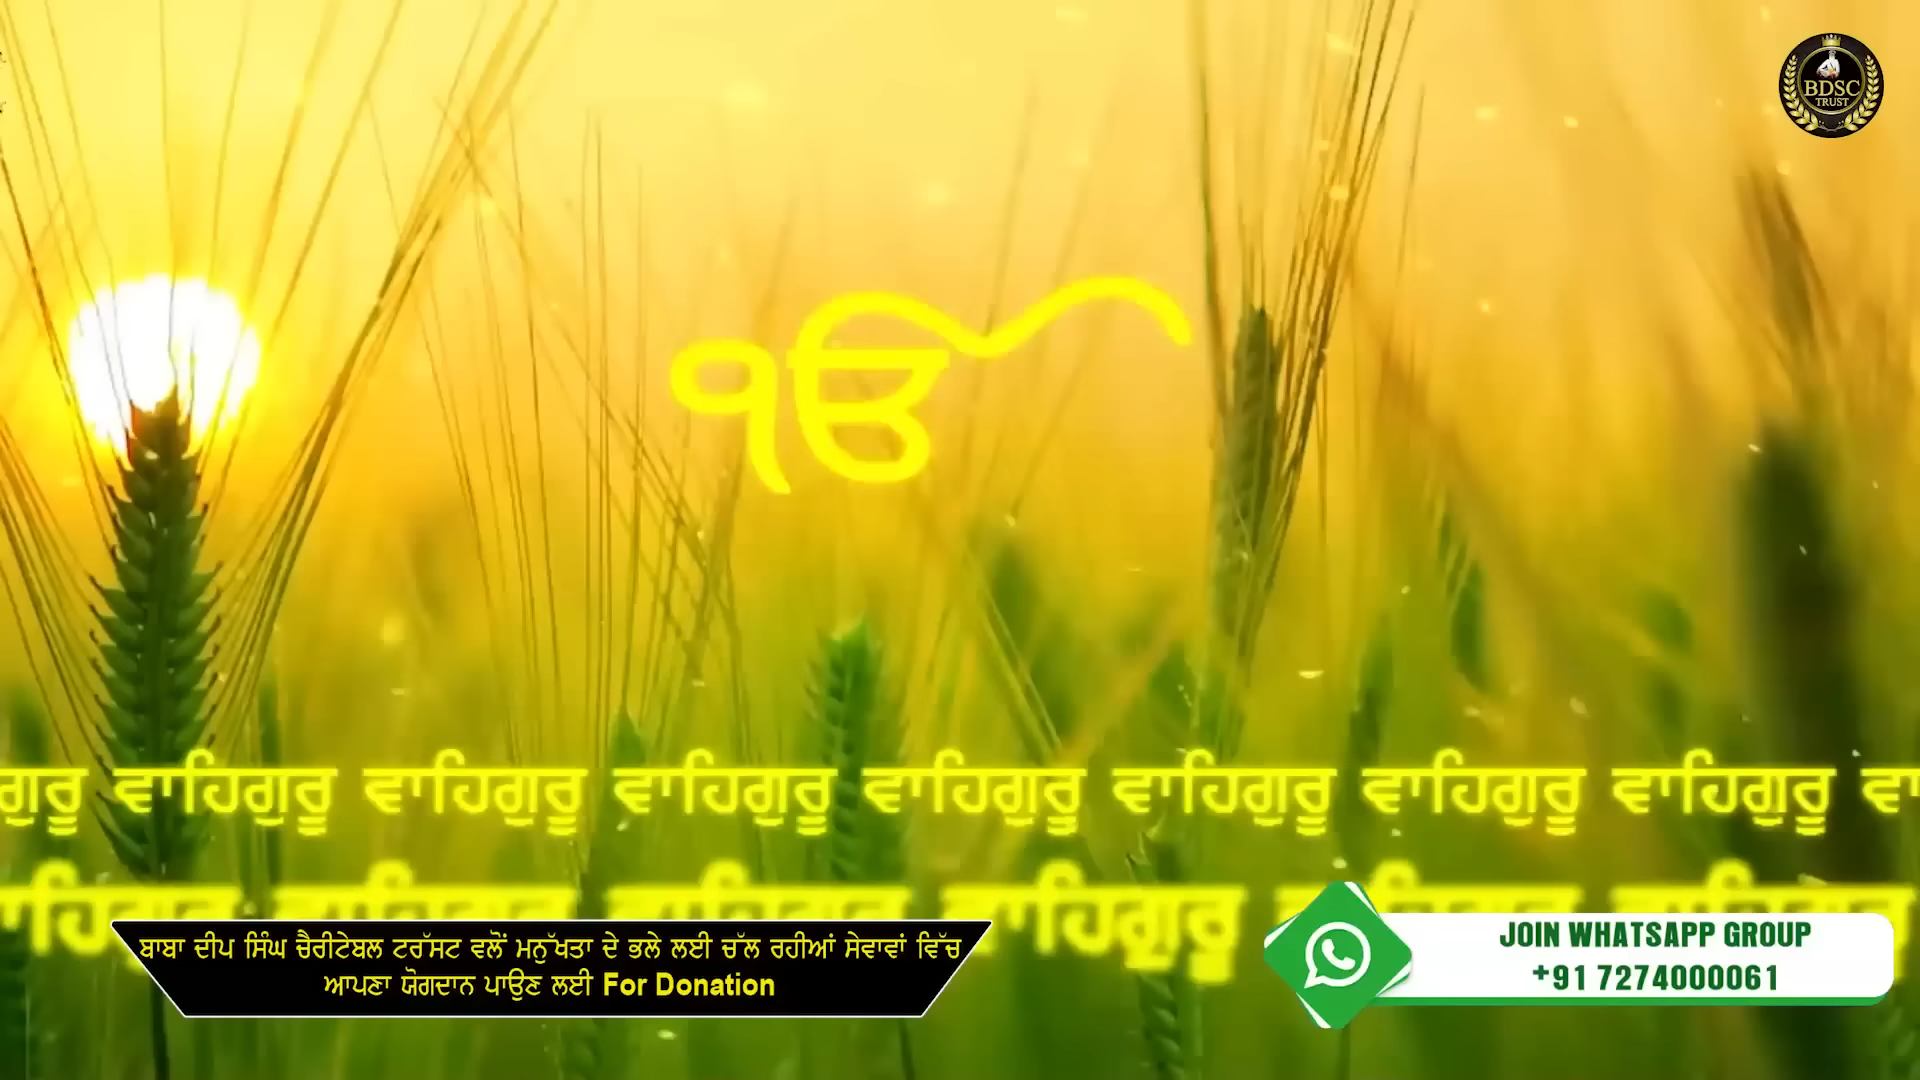 BDSC
TRUST
ੴ
ਗੁਰੂ ਵਾਹਿਗੁਰੂ ਵਾਹਿਗੁਰੂ ਵਾਹਿਗੁਰੂ ਵਾਹਿਗੁਰੂ ਵਾਹਿਗੁਰੂ ਵਾਹਿਗੁਰੂ ਵਾਹਿਗੁਰੂ ਵਾ
ਵਾਹਿਗੁਰੂ
ਬਾਬਾ ਦੀਪ ਸਿੰਘ ਚੈਰੀਟੇਬਲ ਟਰੱਸਟ ਵਲੋਂ ਮਨੁੱਖਤਾ ਦੇ ਭਲੇ ਲਈ ਚੱਲ ਰਹੀਆਂ ਸੇਵਾਵਾਂ ਵਿੱਚ
ਆਪਣਾ ਯੋਗਦਾਨ ਪਾਉਣ ਲਈ For Donation
JOIN WHATSAPP GROUP
+91 7274000061